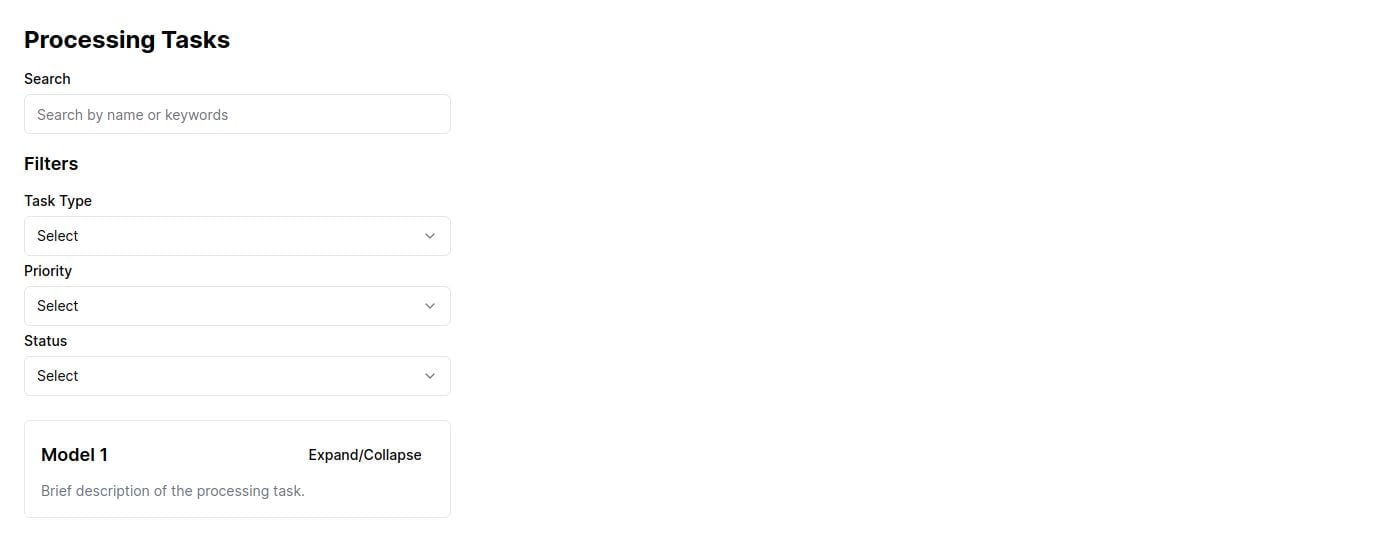 Processing Tasks
Search
Search by name or keywords
Filters
Task Type
Select
Priority
Select
Status
Select
Model 1 Expand/Collapse
Brief description of the processing task.